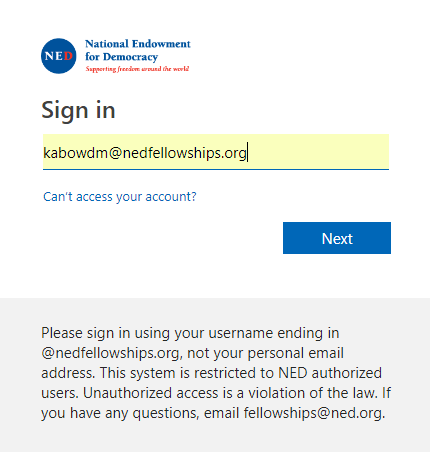 NED
National Endowment
for Democracy
Supporting freedom around the world
Sign in
kabowdm@nedfellowships.org
Can't access your account?
Next
Please sign in using your username ending in
@nedfellowships.org, not your personal email
address. This system is restricted to NED authorized
users. Unauthorized access is a violation of the law. If
you have any questions, email fellowships@ned.org.